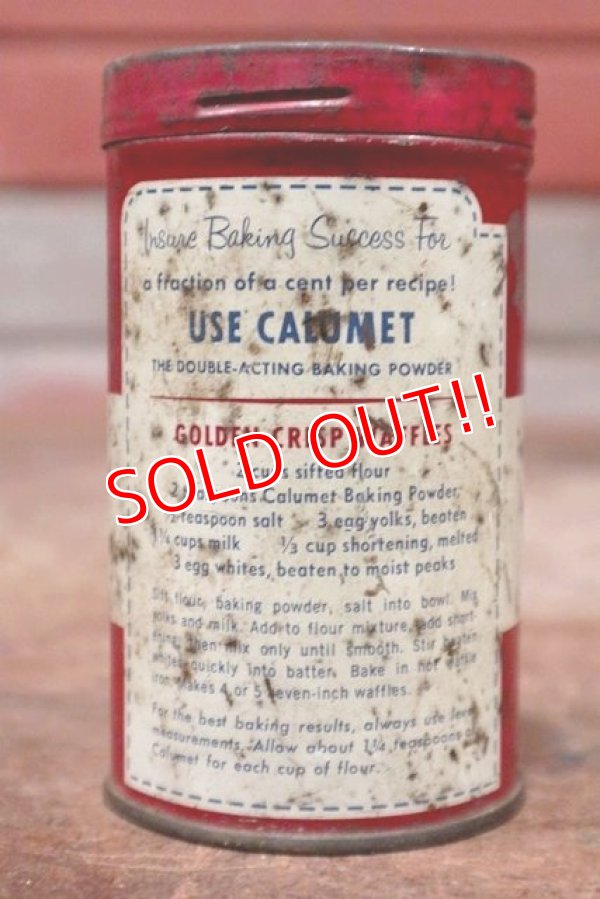 Insure Baking Success For
a fraction of a cent per recipe!
USE CALUMET
THE DOUBLE-ACTING BAKING POWDER
GOLDEN CRISP WAFFLES
SOLD OUT!!
2 cups sifted flour
Calumet Baking Powder
teaspoon salt 3 egg yolks, beaten
cups milk ⅓ cup shortening, melted
3 egg whites, beaten to moist peaks
Sift flour, baking powder, salt into bowl. Mix
yolks and milk. Add to flour mixture, add short-
ening, then mix only until smooth. Stir beaten
whites quickly into batter. Bake in hot waffle
iron. Makes 4 or 5 seven-inch waffles.
For the best baking results, always use level
measurements. Allow about 1¼ teaspoons
Calumet for each cup of flour.